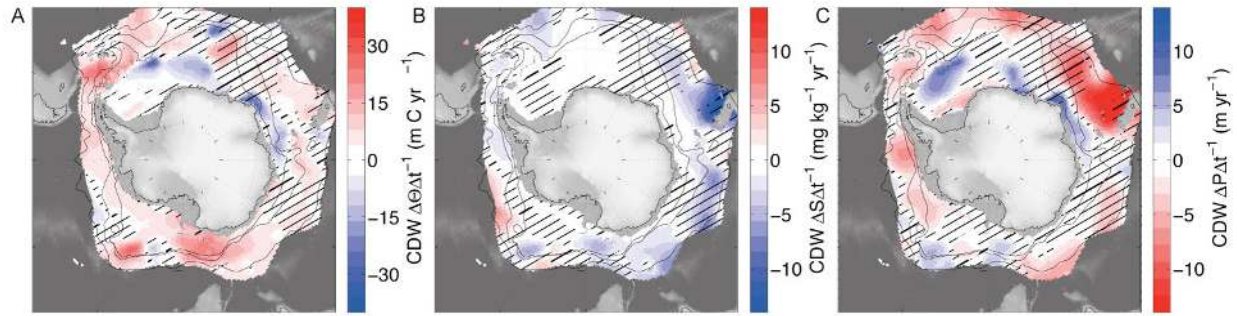 A
30
15
0
−15
−30
CDW ΔΘΔt⁻¹ (m C yr⁻¹)
B
10
5
0
−5
−10
CDW ΔSΔt⁻¹ (mg kg⁻¹ yr⁻¹)
C
10
5
0
−5
−10
CDW ΔPΔt⁻¹ (m yr⁻¹)